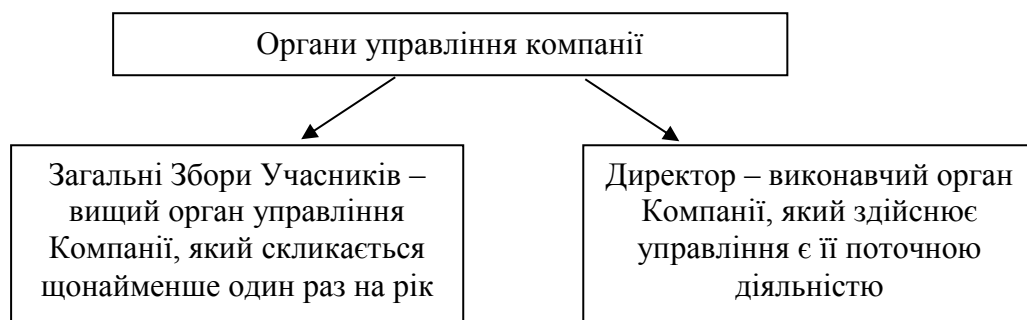 Органи управління компанії
Загальні Збори Учасників –
вищий орган управління
Компанії, який скликається
щонайменше один раз на рік
Директор – виконавчий орган
Компанії, який здійснює
управління є її поточною
діяльністю